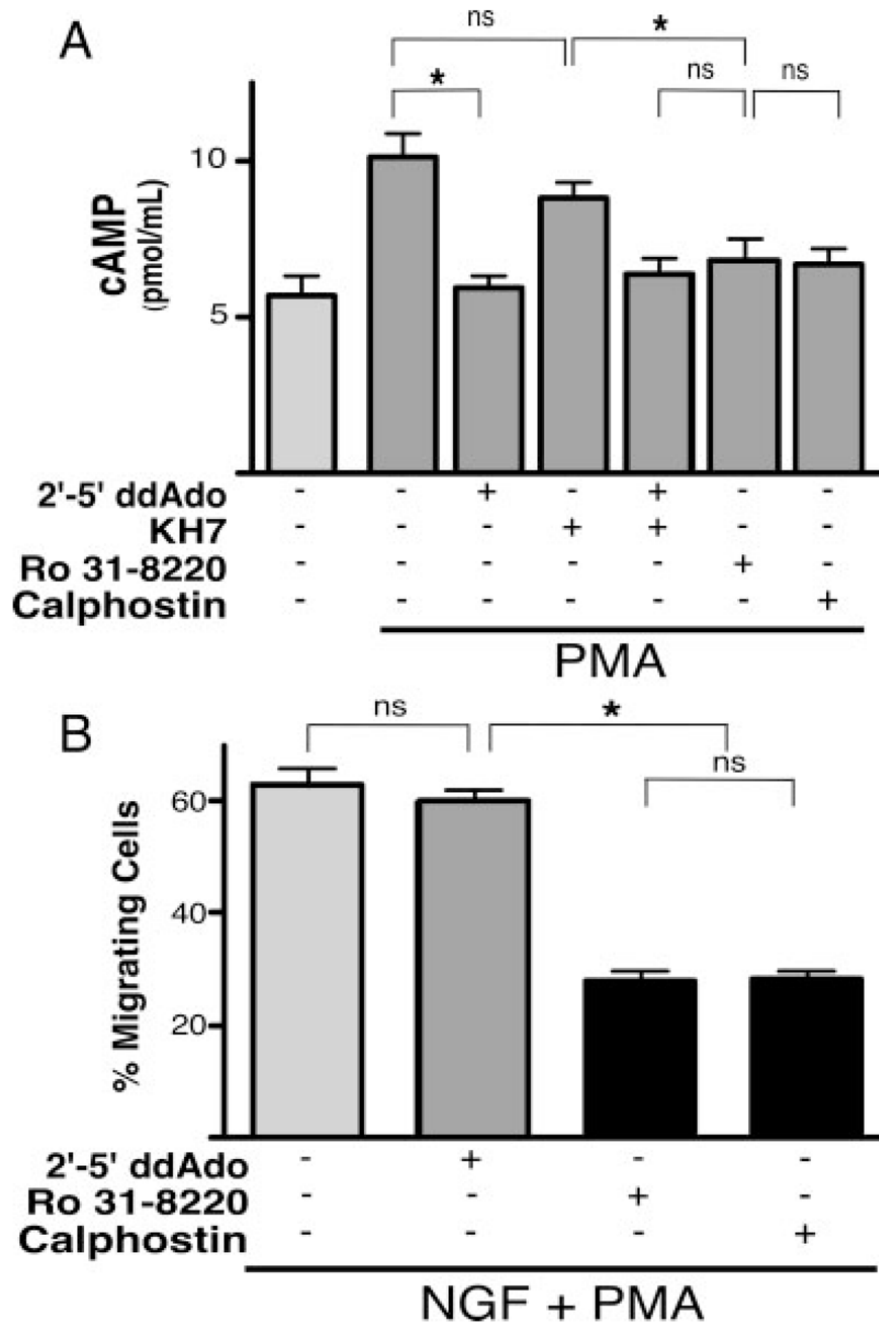 A
ns
*
*
ns
ns
10
5
cAMP
(pmol/mL)
2'-5' ddAdo - - + - + - -
KH7 - - - + + - -
Ro 31-8220 - - - - - + -
Calphostin - - - - - - +
PMA
B
ns
*
ns
60
40
20
% Migrating Cells
2'-5' ddAdo - + - -
Ro 31-8220 - - + -
Calphostin - - - +
NGF + PMA